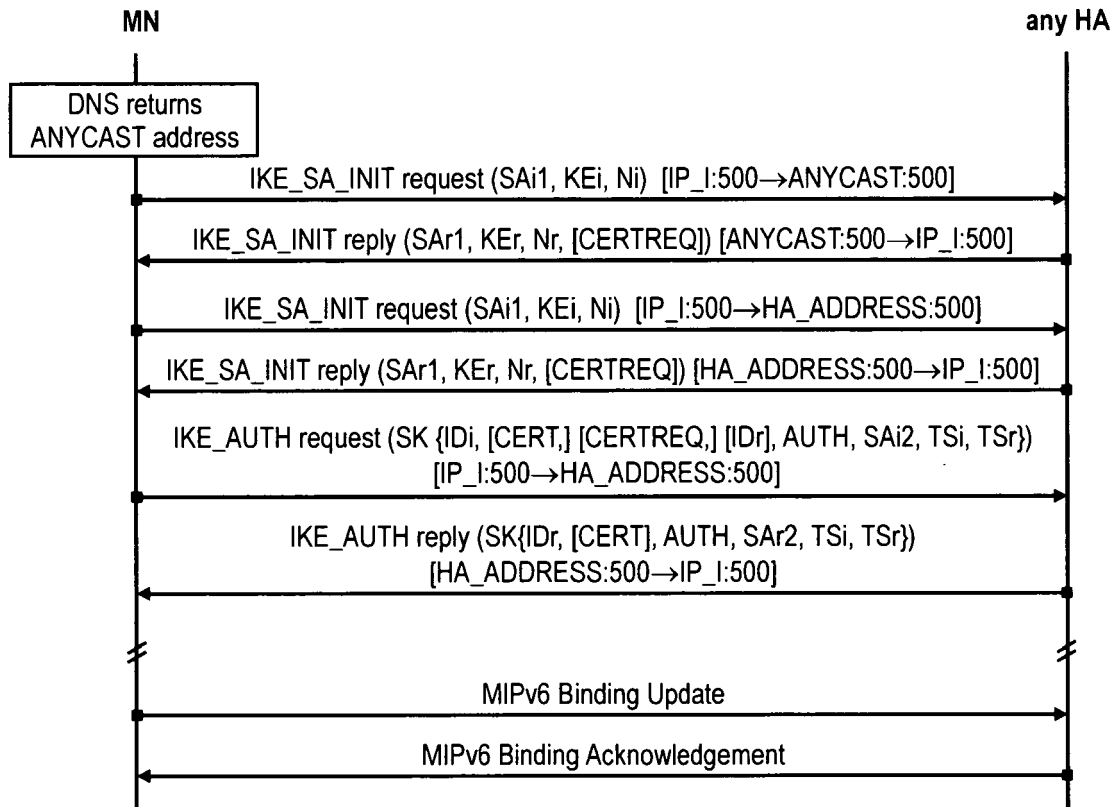 MN
any HA
DNS returns
ANYCAST address
IKE_SA_INIT request (SAi1, KEi, Ni) [IP_I:500→ANYCAST:500]
IKE_SA_INIT reply (SAr1, KEr, Nr, [CERTREQ]) [ANYCAST:500→IP_I:500]
IKE_SA_INIT request (SAi1, KEi, Ni) [IP_I:500→HA_ADDRESS:500]
IKE_SA_INIT reply (SAr1, KEr, Nr, [CERTREQ]) [HA_ADDRESS:500→IP_I:500]
IKE_AUTH request (SK {IDi, [CERT,] [CERTREQ,] [IDr], AUTH, SAi2, TSi, TSr})
[IP_I:500→HA_ADDRESS:500]
IKE_AUTH reply (SK{IDr, [CERT], AUTH, SAr2, TSi, TSr})
[HA_ADDRESS:500→IP_I:500]
MIPv6 Binding Update
MIPv6 Binding Acknowledgement